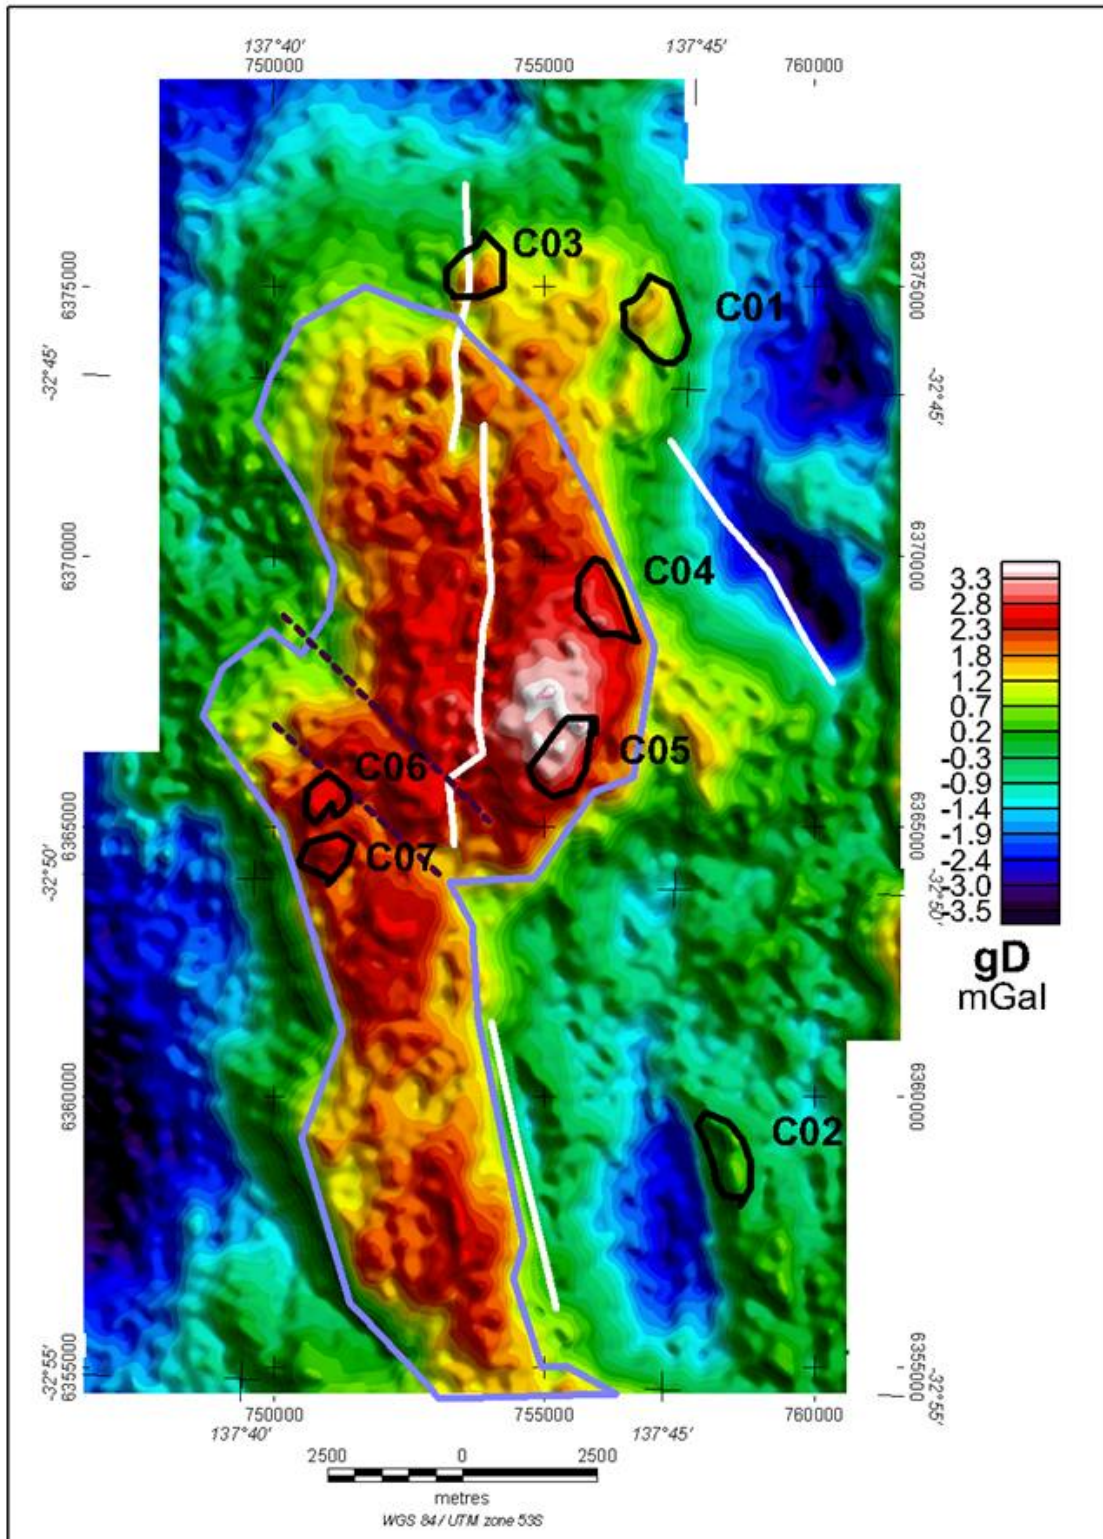 137°40' 137°45'
750000 755000 760000
C03
6375000 6375000
C01
-32°45' -32°45'
6370000 C04 6370000
3.3
2.8
2.3
1.8
1.2
0.7
0.2
-0.3
-0.9
-1.4
-1.9
-2.4
-3.0
-3.5
gD
mGal
C05
C06
6365000 6365000
C07
-32°50' -32°50'
6360000 6360000
C02
-32°55' 6355000 6355000 -32°55'
750000 755000 760000
137°40' 137°45'
2500 0 2500
metres
WGS 84 / UTM zone 53S